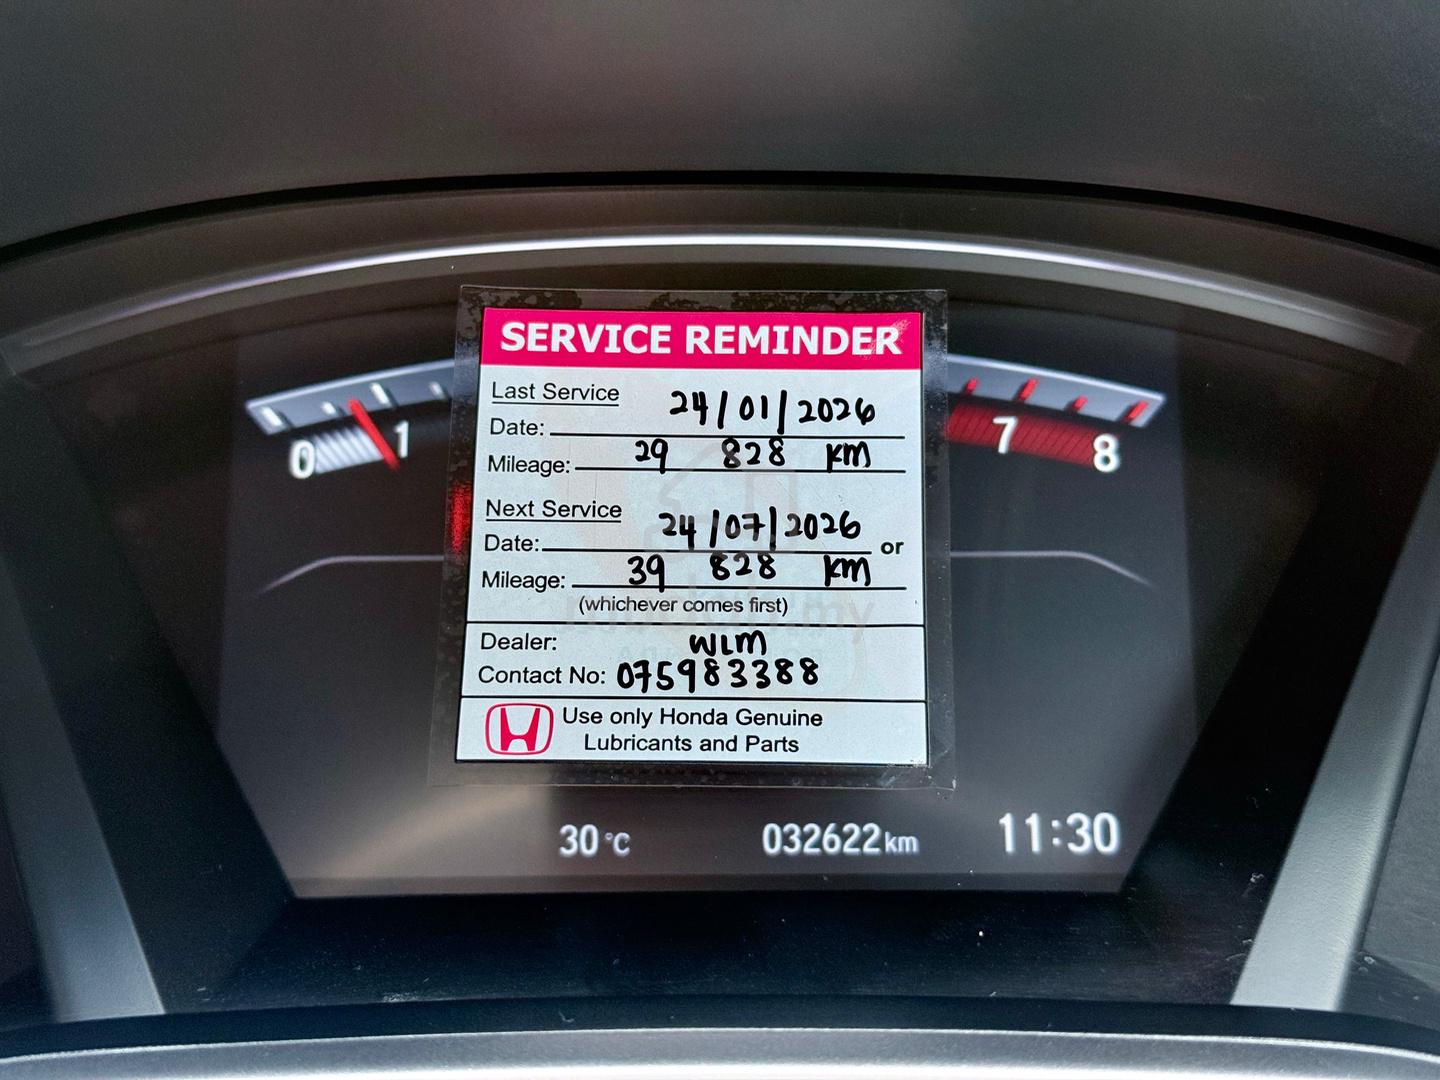 SERVICE REMINDER
Last Service
Date: 24/01/2026
Mileage: 29 828 KM
Next Service
Date: 24/07/2026 or
Mileage: 39 828 KM
(whichever comes first)
Dealer: WLM
Contact No: 075983388
Use only Honda Genuine
Lubricants and Parts
0 1 7 8
30°C 032622km 11:30